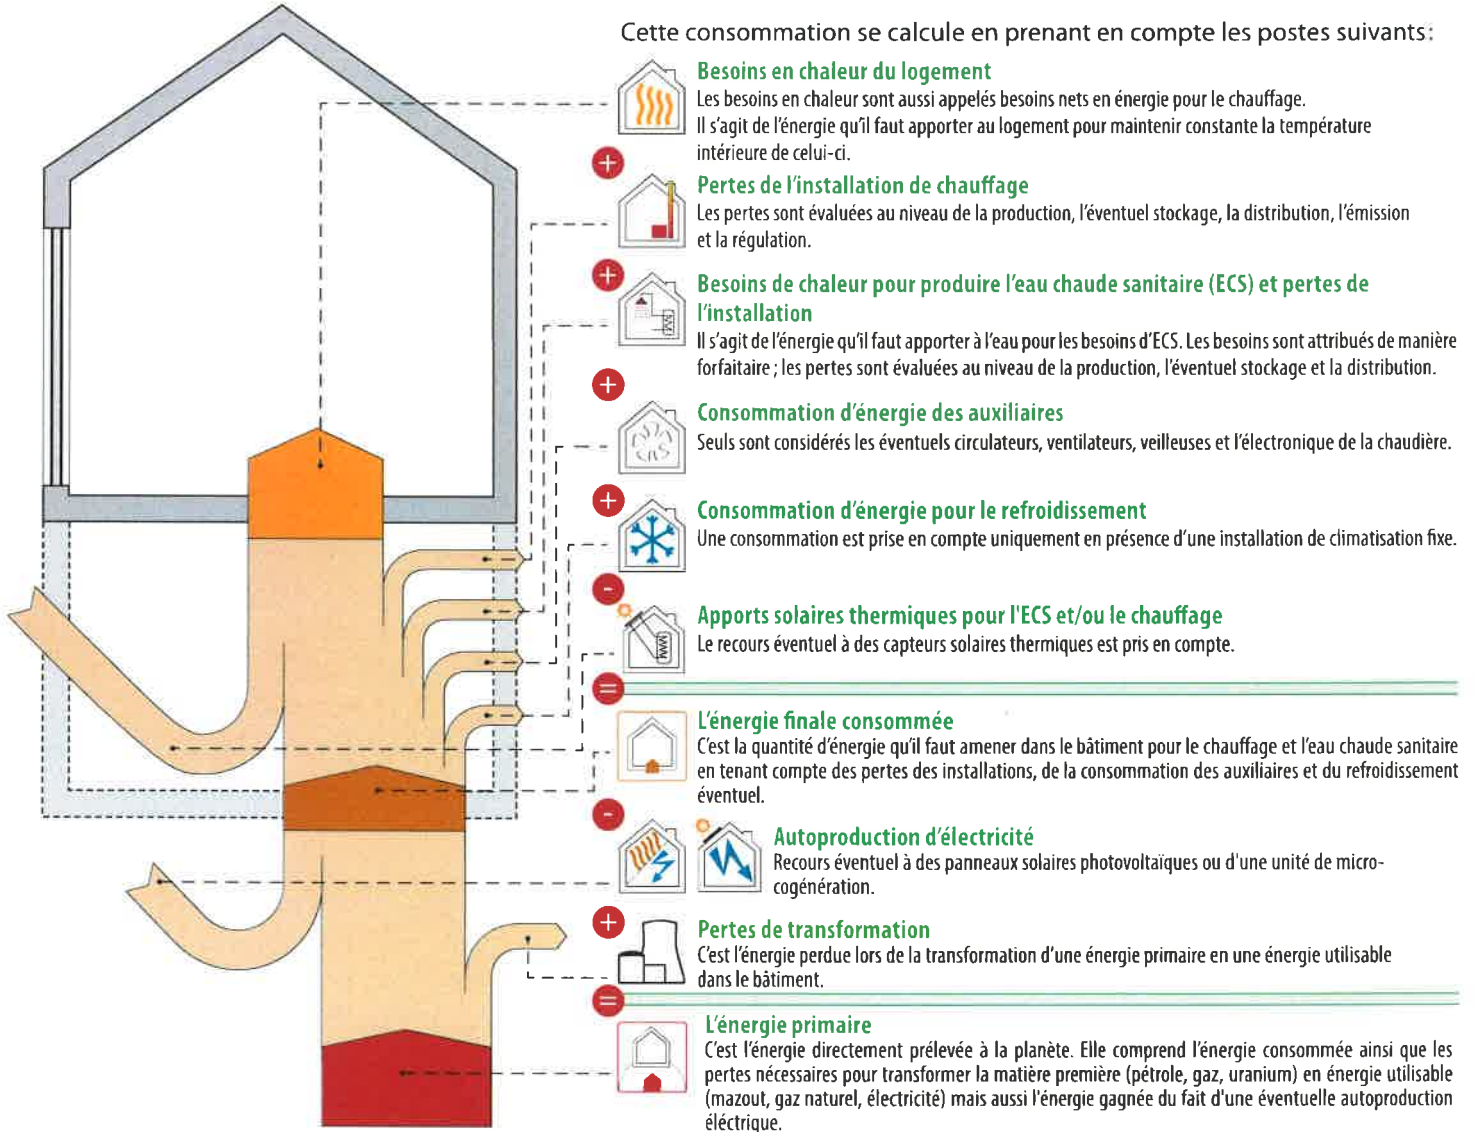 Cette consommation se calcule en prenant en compte les postes suivants:
Besoins en chaleur du logement
Les besoins en chaleur sont aussi appelés besoins nets en énergie pour le chauffage.
Il s'agit de l'énergie qu'il faut apporter au logement pour maintenir constante la température
intérieure de celui-ci.
+
Pertes de l'installation de chauffage
Les pertes sont évaluées au niveau de la production, l'éventuel stockage, la distribution, l'émission
et la régulation.
+
Besoins de chaleur pour produire l'eau chaude sanitaire (ECS) et pertes de
l'installation
Il s'agit de l'énergie qu'il faut apporter à l'eau pour les besoins d'ECS. Les besoins sont attribués de manière
forfaitaire ; les pertes sont évaluées au niveau de la production, l'éventuel stockage et la distribution.
+
Consommation d'énergie des auxiliaires
Seuls sont considérés les éventuels circulateurs, ventilateurs, veilleuses et l'électronique de la chaudière.
+
Consommation d'énergie pour le refroidissement
Une consommation est prise en compte uniquement en présence d'une installation de climatisation fixe.
-
Apports solaires thermiques pour l'ECS et/ou le chauffage
Le recours éventuel à des capteurs solaires thermiques est pris en compte.
=
L'énergie finale consommée
C'est la quantité d'énergie qu'il faut amener dans le bâtiment pour le chauffage et l'eau chaude sanitaire
en tenant compte des pertes des installations, de la consommation des auxiliaires et du refroidissement
éventuel.
-
Autoproduction d'électricité
Recours éventuel à des panneaux solaires photovoltaïques ou d'une unité de micro-
cogénération.
+
Pertes de transformation
C'est l'énergie perdue lors de la transformation d'une énergie primaire en une énergie utilisable
dans le bâtiment.
=
L'énergie primaire
C'est l'énergie directement prélevée à la planète. Elle comprend l'énergie consommée ainsi que les
pertes nécessaires pour transformer la matière première (pétrole, gaz, uranium) en énergie utilisable
(mazout, gaz naturel, électricité) mais aussi l'énergie gagnée du fait d'une éventuelle autoproduction
éléctrique.